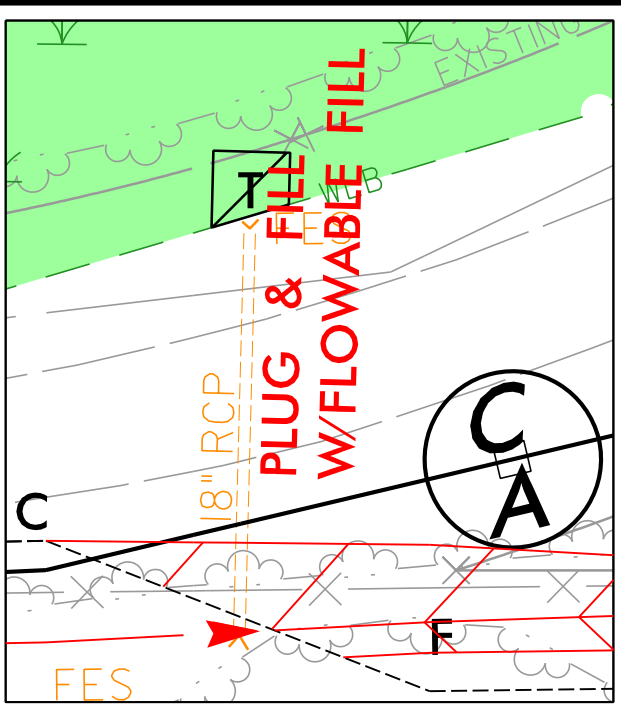 EXISTING
T
WLB
FES
PLUG & FILL
W/FLOWABLE FILL
18" RCP
C
A
C
F
FES